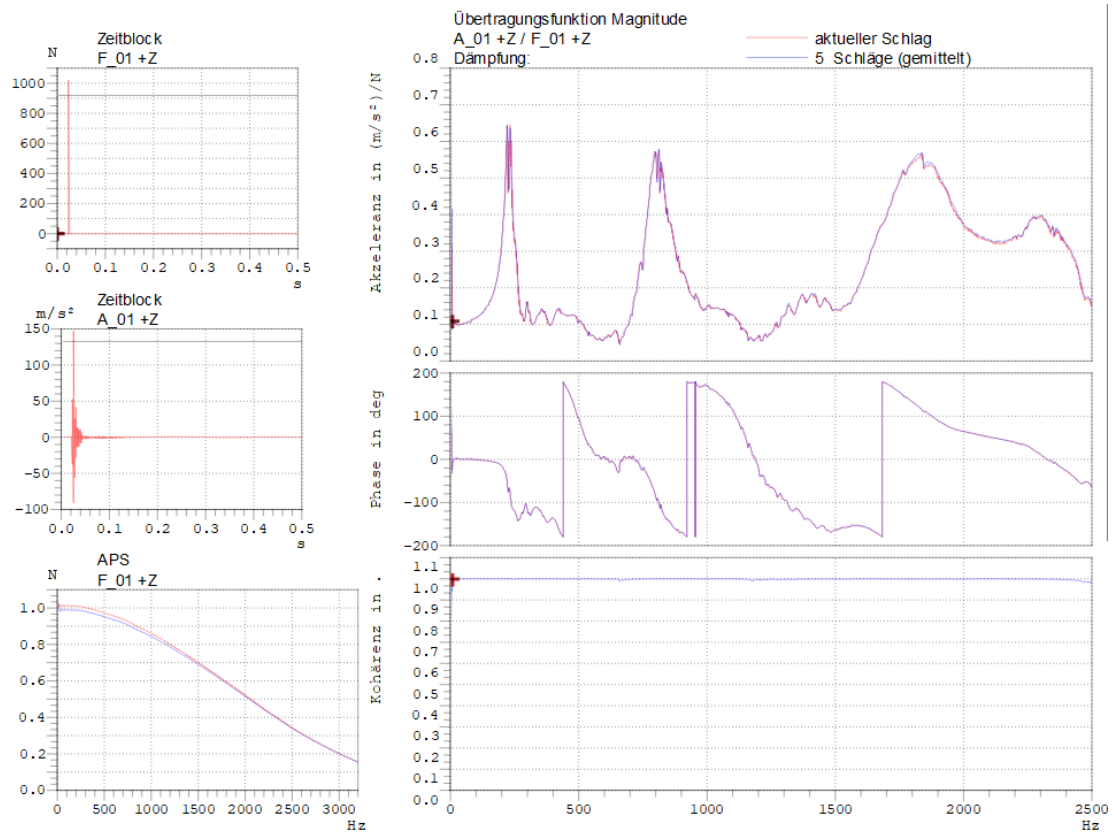 Zeitblock
F_01 +Z
N
1000
900
800
700
600
500
400
300
200
100
0
0.0 0.1 0.2 0.3 0.4 0.5
s
Zeitblock
A_01 +Z
m/s²
150
100
50
0
-50
-100
0.0 0.1 0.2 0.3 0.4 0.5
s
APS
F_01 +Z
N
1.0
0.8
0.6
0.4
0.2
0.0
0 500 1000 1500 2000 2500 3000
Hz
Übertragungsfunktion Magnitude
A_01 +Z / F_01 +Z
Dämpfung:
aktueller Schlag
5 Schläge (gemittelt)
Akzeleranz in (m/s²)/N
0.8
0.7
0.6
0.5
0.4
0.3
0.2
0.1
0.0
Phase in deg
200
100
0
-100
-200
Kohärenz in .
1.1
1.0
0.9
0.8
0.7
0.6
0.5
0.4
0.3
0.2
0.1
0.0
0 500 1000 1500 2000 2500
Hz